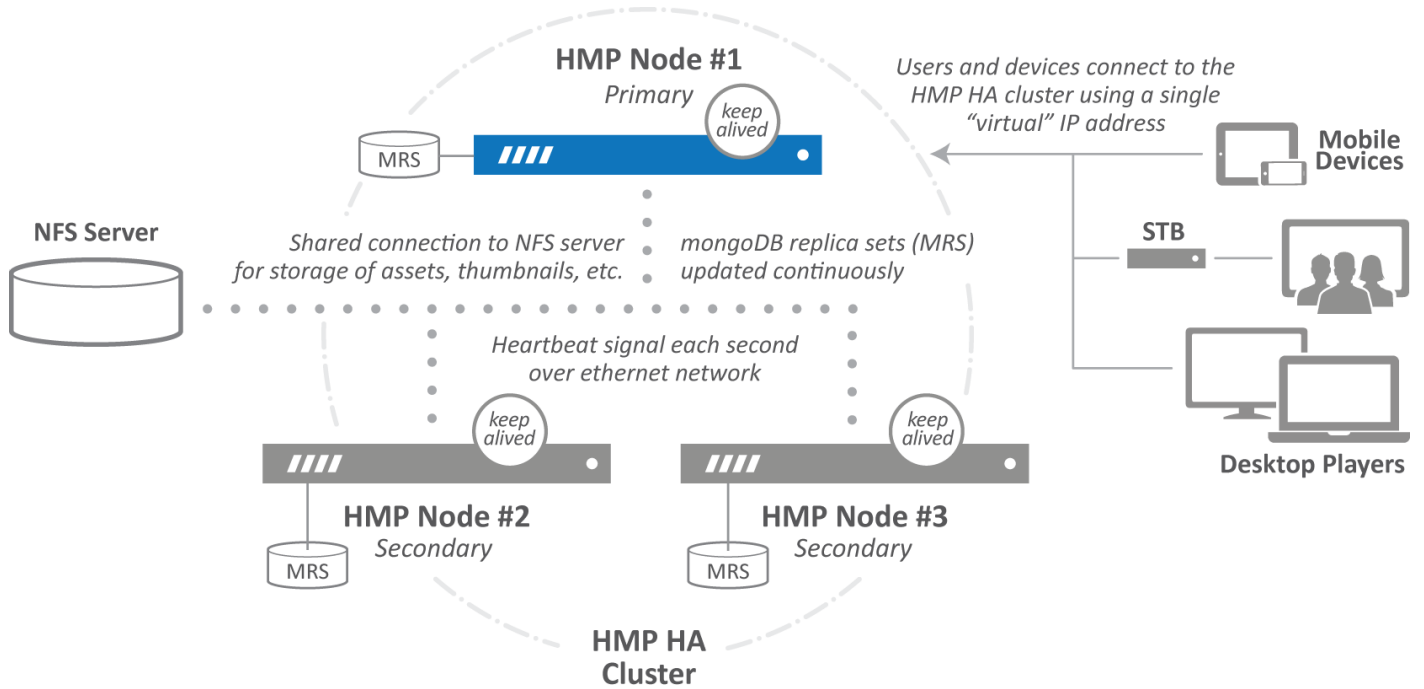 HMP Node #1
Primary
keep
alived
MRS
Users and devices connect to the
HMP HA cluster using a single
“virtual” IP address
Mobile
Devices
STB
Desktop Players
NFS Server
Shared connection to NFS server
for storage of assets, thumbnails, etc.
mongoDB replica sets (MRS)
updated continuously
Heartbeat signal each second
over ethernet network
keep
alived
HMP Node #2
Secondary
MRS
keep
alived
HMP Node #3
Secondary
MRS
HMP HA
Cluster